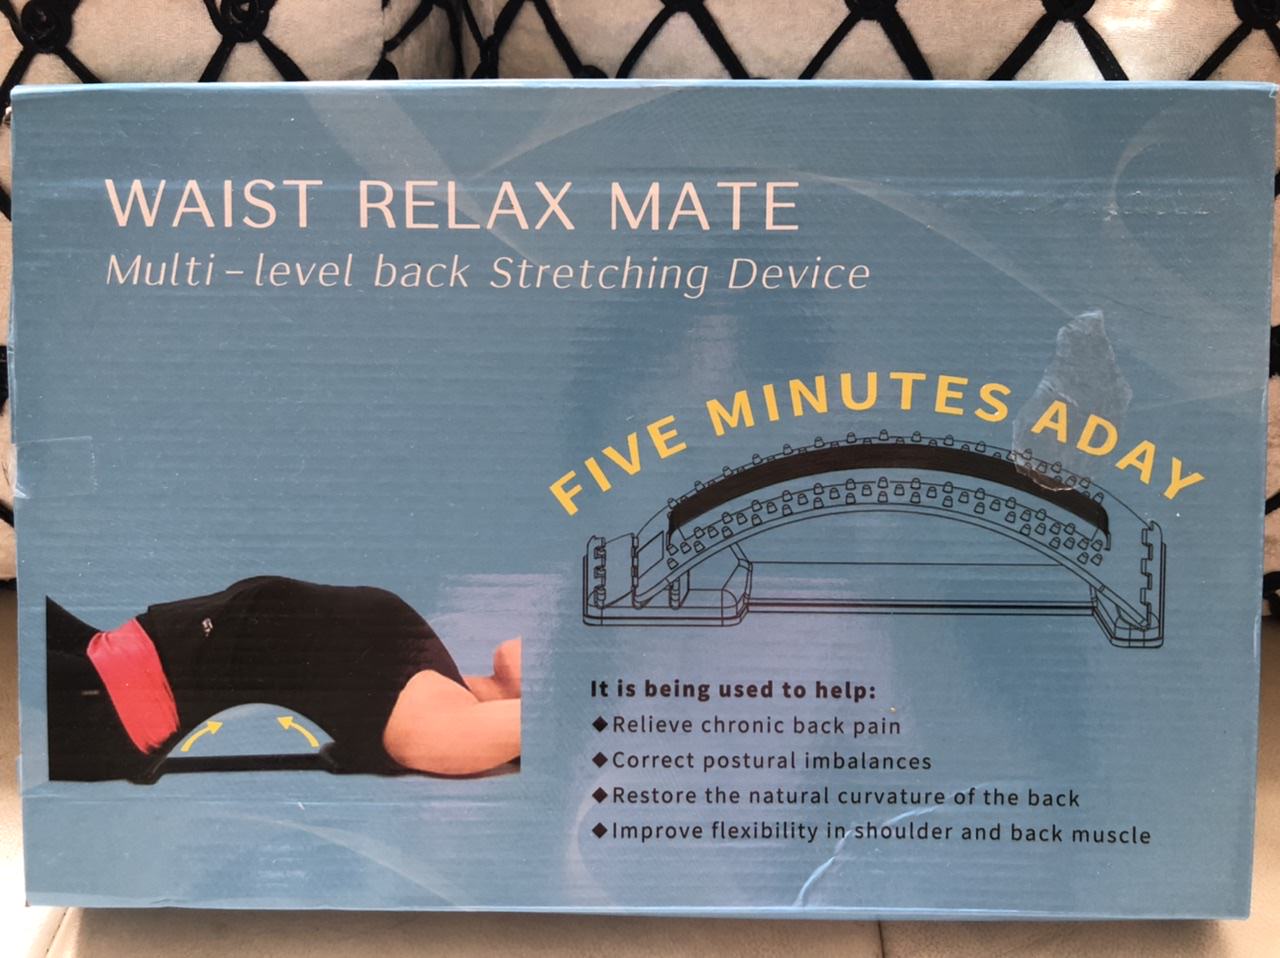 WAIST RELAX MATE
Multi-level back Stretching Device
FIVE MINUTES ADAY
It is being used to help:
◆Relieve chronic back pain
◆Correct postural imbalances
◆Restore the natural curvature of the back
◆Improve flexibility in shoulder and back muscle